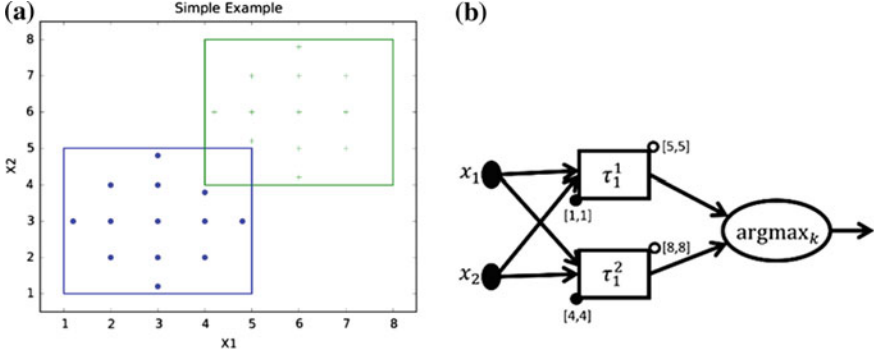 (a)
Simple Example
8
7
6
5
4
3
2
1
X2
1 2 3 4 5 6 7 8
X1
(b)
x₁
x₂
τ₁¹
[5,5]
[1,1]
τ₁²
[8,8]
[4,4]
argmaxₖ